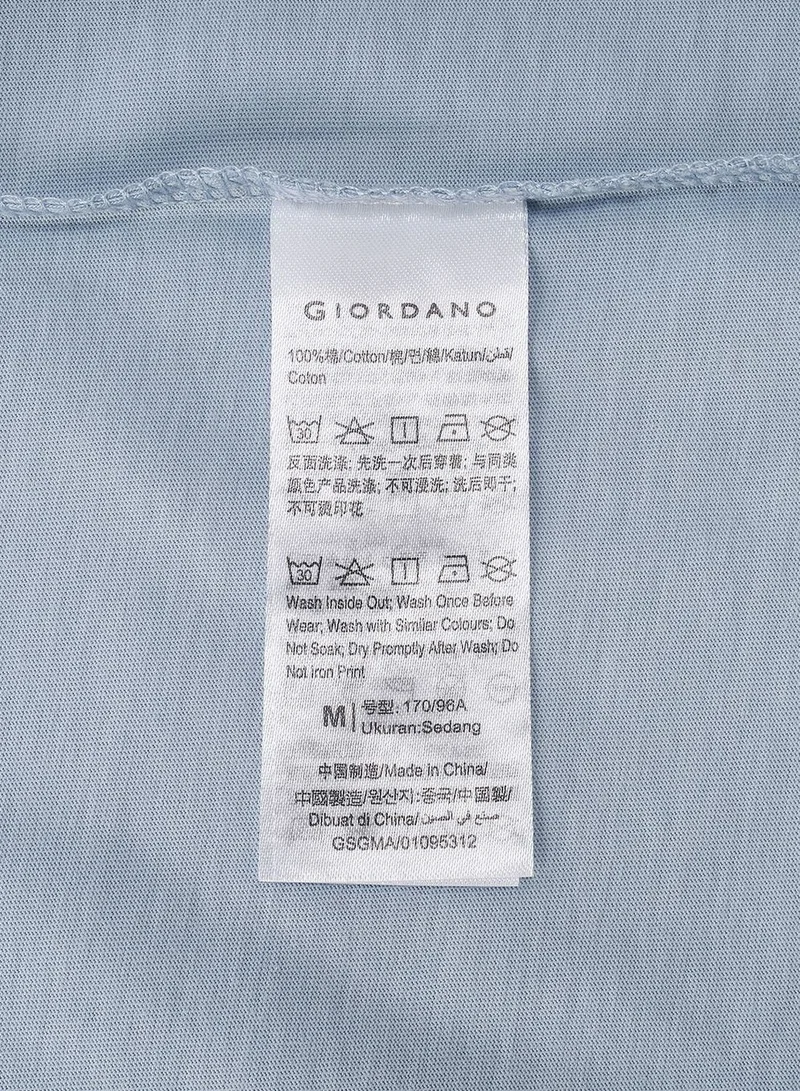 GIORDANO
100%棉/Cotton/棉/면/綿/Katun/قطن/
Coton
30
反面洗涤; 先洗一次后穿着; 与同类
颜色产品洗涤; 不可浸洗; 洗后即干;
不可烫印花
30
Wash Inside Out; Wash Once Before
Wear; Wash with Similar Colours; Do
Not Soak; Dry Promptly After Wash; Do
Not Iron Print
M 号型: 170/96A
Ukuran:Sedang
中国制造/Made in China/
中國製造/원산지:중국/中国製/
Dibuat di China/صنع في الصين
GSGMA/01095312